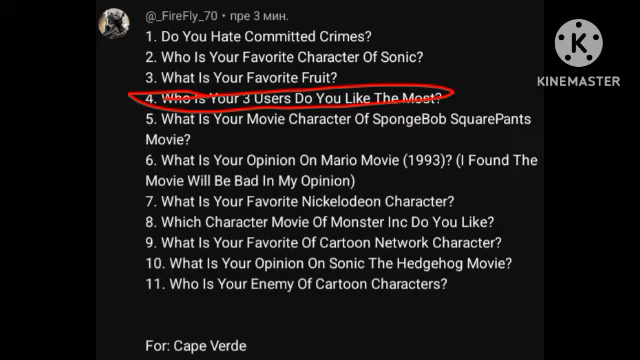 @_FireFly_70 • пре 3 мин.
1. Do You Hate Committed Crimes?
2. Who Is Your Favorite Character Of Sonic?
3. What Is Your Favorite Fruit?
4. Who Is Your 3 Users Do You Like The Most?
5. What Is Your Movie Character Of SpongeBob SquarePants
Movie?
6. What Is Your Opinion On Mario Movie (1993)? (I Found The
Movie Will Be Bad In My Opinion)
7. What Is Your Favorite Nickelodeon Character?
8. Which Character Movie Of Monster Inc Do You Like?
9. What Is Your Favorite Of Cartoon Network Character?
10. What Is Your Opinion On Sonic The Hedgehog Movie?
11. Who Is Your Enemy Of Cartoon Characters?
For: Cape Verde
KINEMASTER